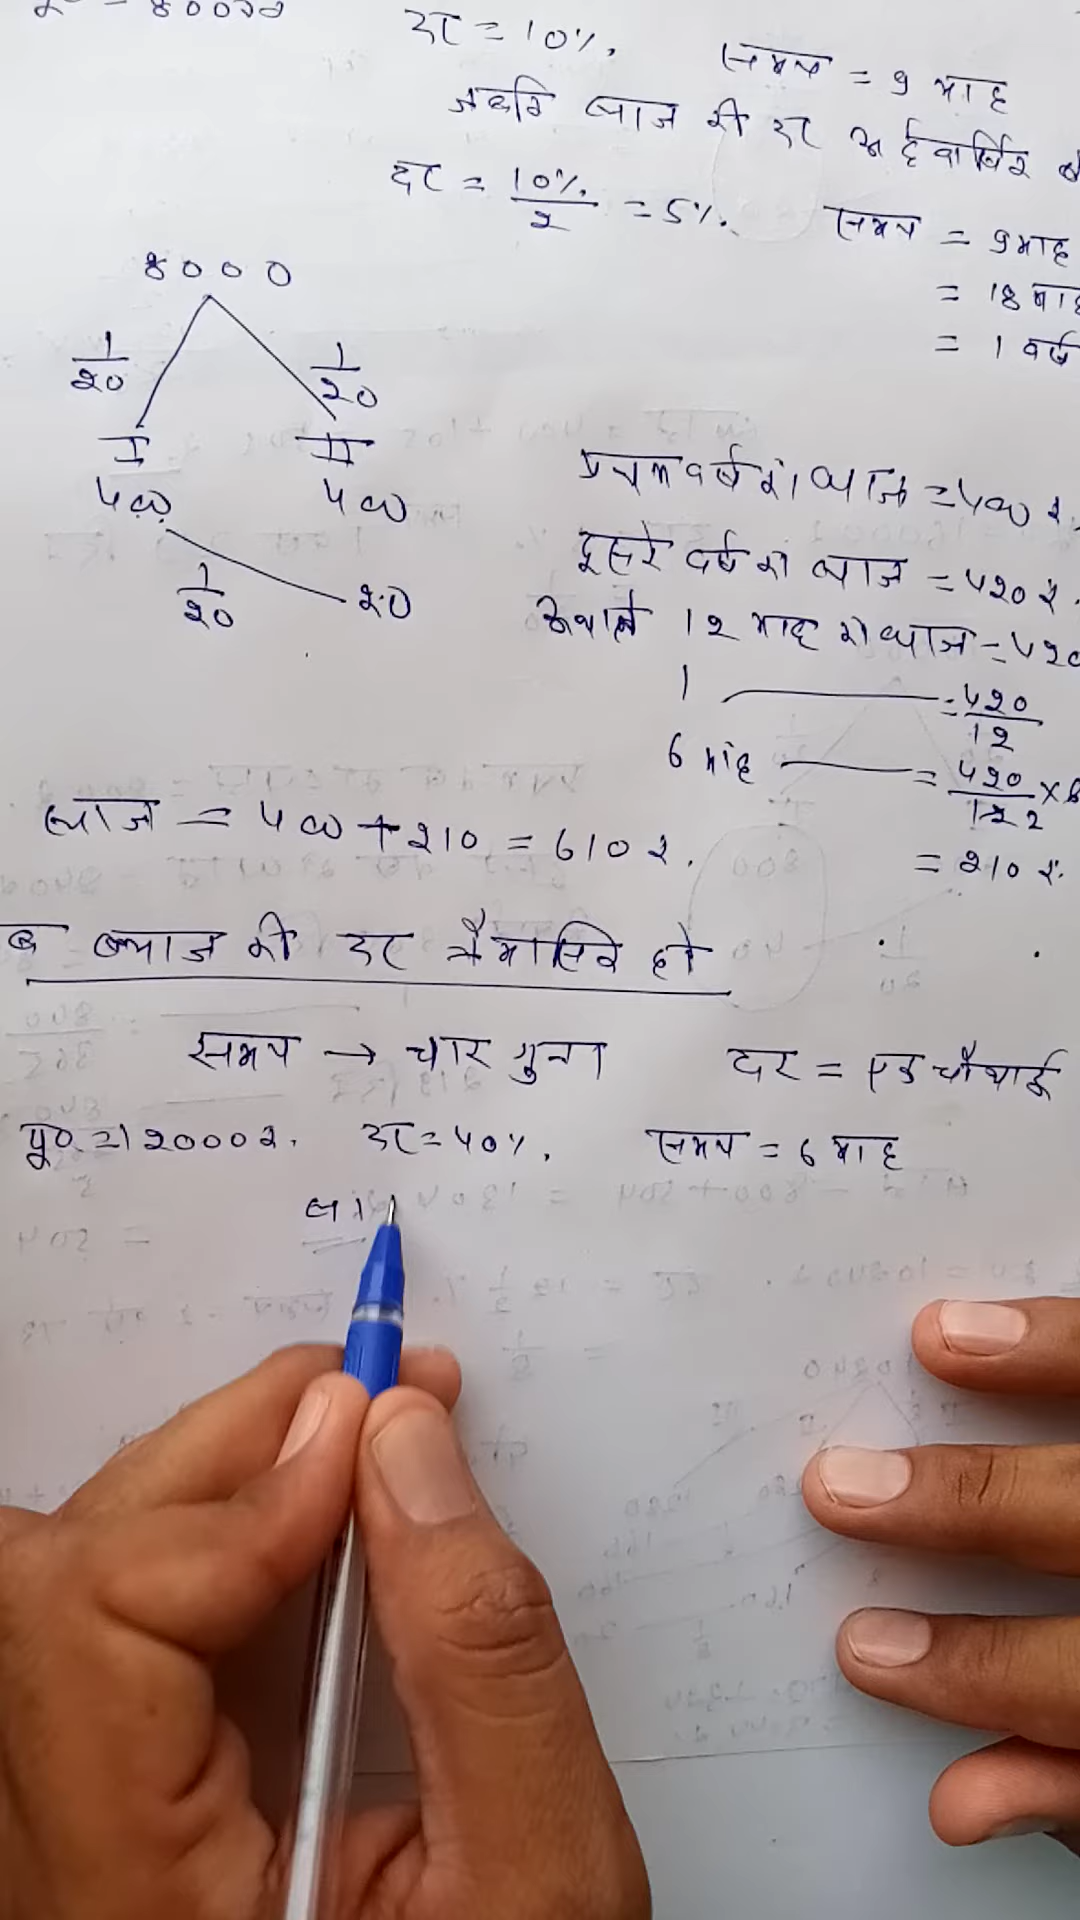 दर = 10%. समय = 9 माह
जबकि ब्याज की दर अर्द्धवार्षिक
दर = 10%/2 = 5%. समय = 9 माह
= 18 माह
= 1 वर्ष
8000
1/20 1/20
I II
400 400
1/20 20
प्रथम वर्ष का ब्याज = 400 रु.
दूसरे वर्ष का ब्याज = 420 रु.
अर्थात 12 माह का ब्याज = 420
1 = 420/12
6 माह = 420/12 × 6
2
= 210 रु.
ब्याज = 400 + 210 = 610 रु.
ब्याज की दर त्रैमासिक हो
समय → चार गुना दर = एक चौथाई
मू0 = 12000 रु. दर = 40%. समय = 6 माह